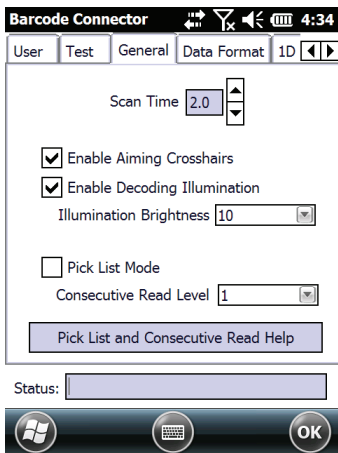 Barcode Connector 4:34
User Test General Data Format 1D
Scan Time 2.0
Enable Aiming Crosshairs
Enable Decoding Illumination
Illumination Brightness 10
Pick List Mode
Consecutive Read Level 1
Pick List and Consecutive Read Help
Status:
OK